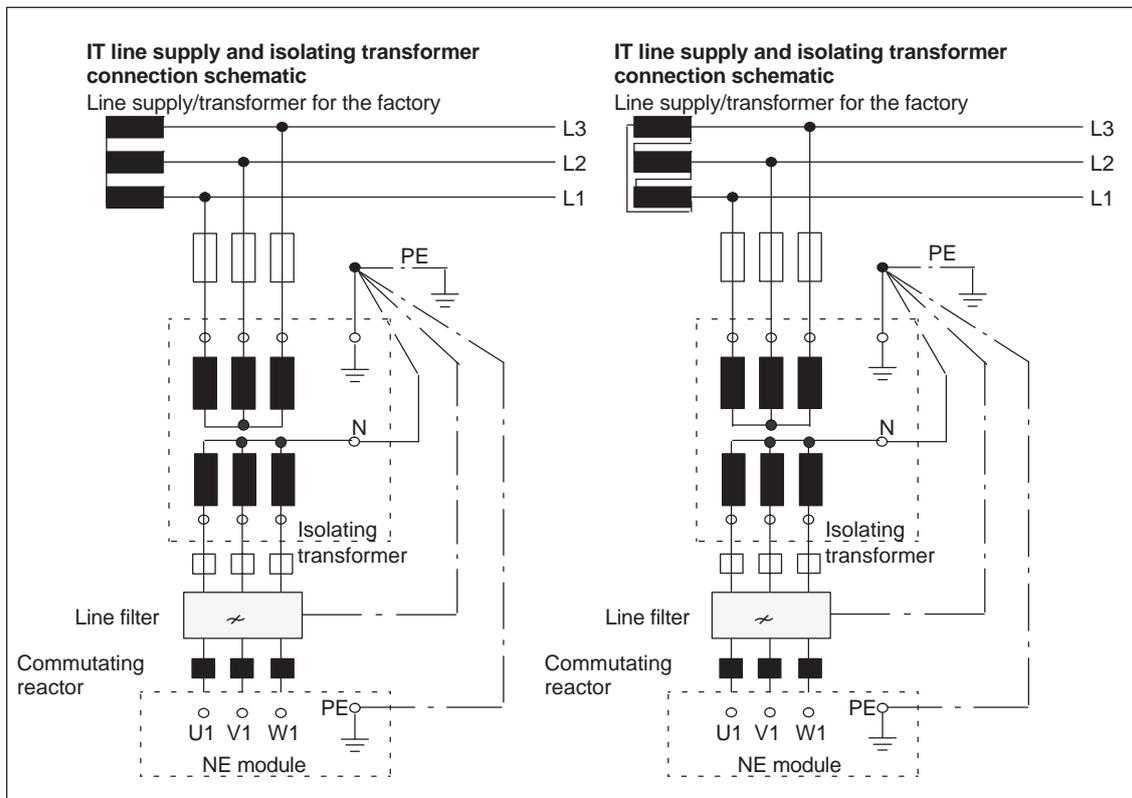 IT line supply and isolating transformer
connection schematic
Line supply/transformer for the factory
L3
L2
L1
PE
N
Isolating
transformer
Line filter
Commutating
reactor
PE
U1 V1 W1
NE module
IT line supply and isolating transformer
connection schematic
Line supply/transformer for the factory
L3
L2
L1
PE
N
Isolating
transformer
Line filter
Commutating
reactor
PE
U1 V1 W1
NE module